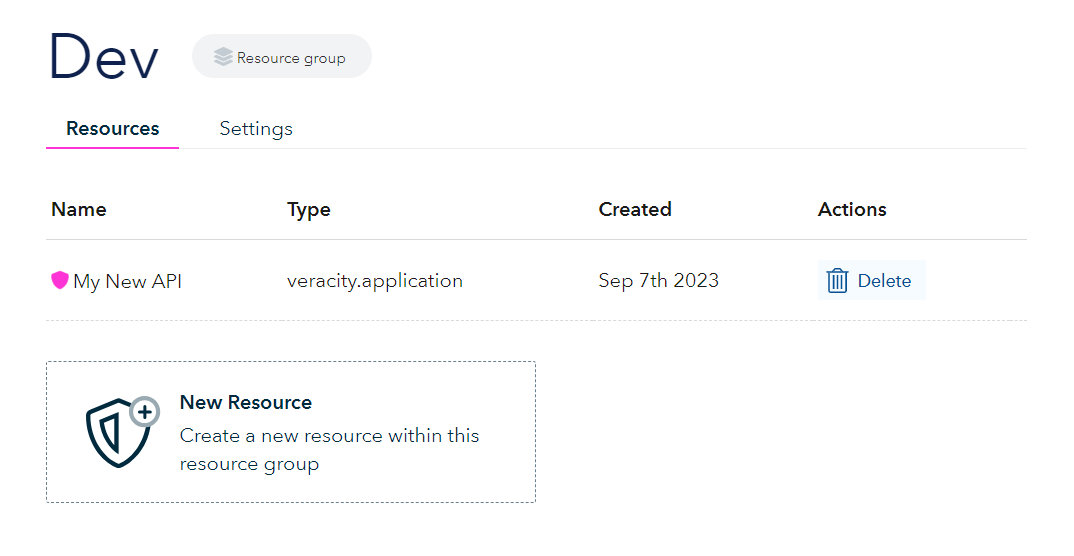 Dev
Resource group
Resources Settings
Name Type Created Actions
My New API veracity.application Sep 7th 2023 Delete
New Resource
Create a new resource within this
resource group